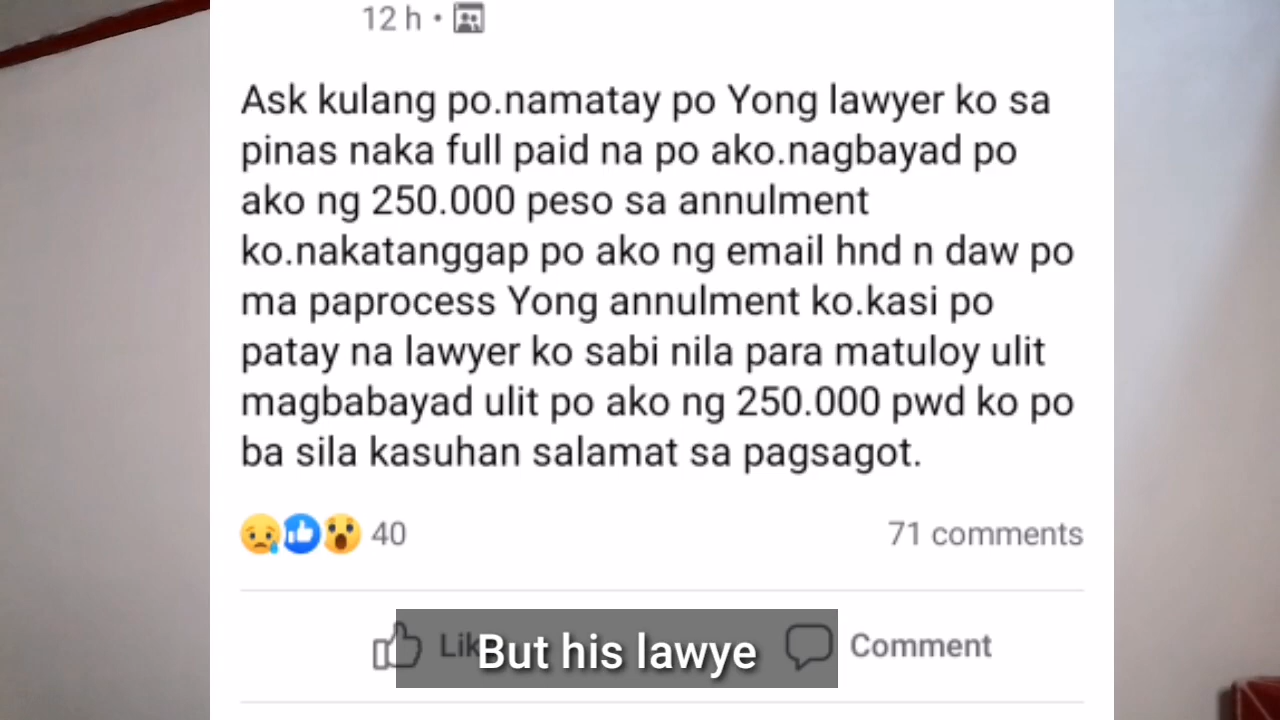 12 h •
Ask kulang po.namatay po Yong lawyer ko sa
pinas naka full paid na po ako.nagbayad po
ako ng 250.000 peso sa annulment
ko.nakatanggap po ako ng email hnd n daw po
ma paprocess Yong annulment ko.kasi po
patay na lawyer ko sabi nila para matuloy ulit
magbabayad ulit po ako ng 250.000 pwd ko po
ba sila kasuhan salamat sa pagsagot.
40 71 comments
Lik Comment
But his lawye